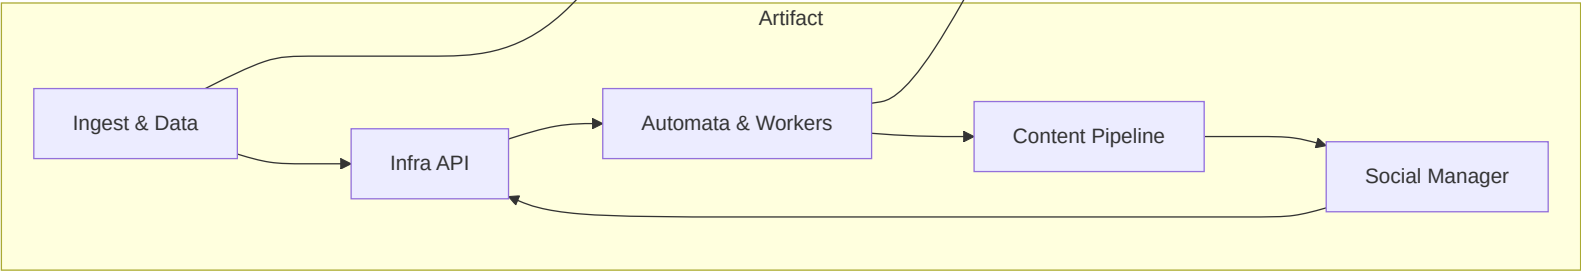 Artifact
Ingest & Data
Infra API
Automata & Workers
Content Pipeline
Social Manager